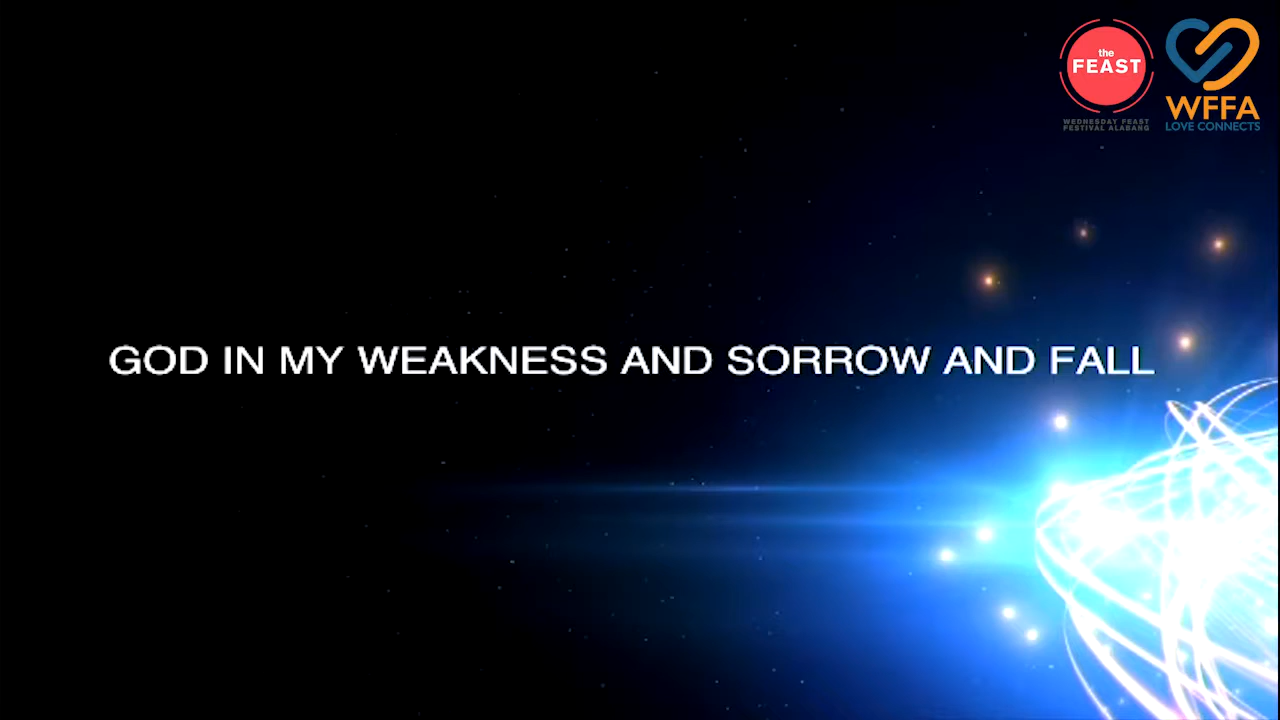 the
FEAST
WEDNESDAY FEAST
FESTIVAL ALABANG
WFFA
LOVE CONNECTS
GOD IN MY WEAKNESS AND SORROW AND FALL